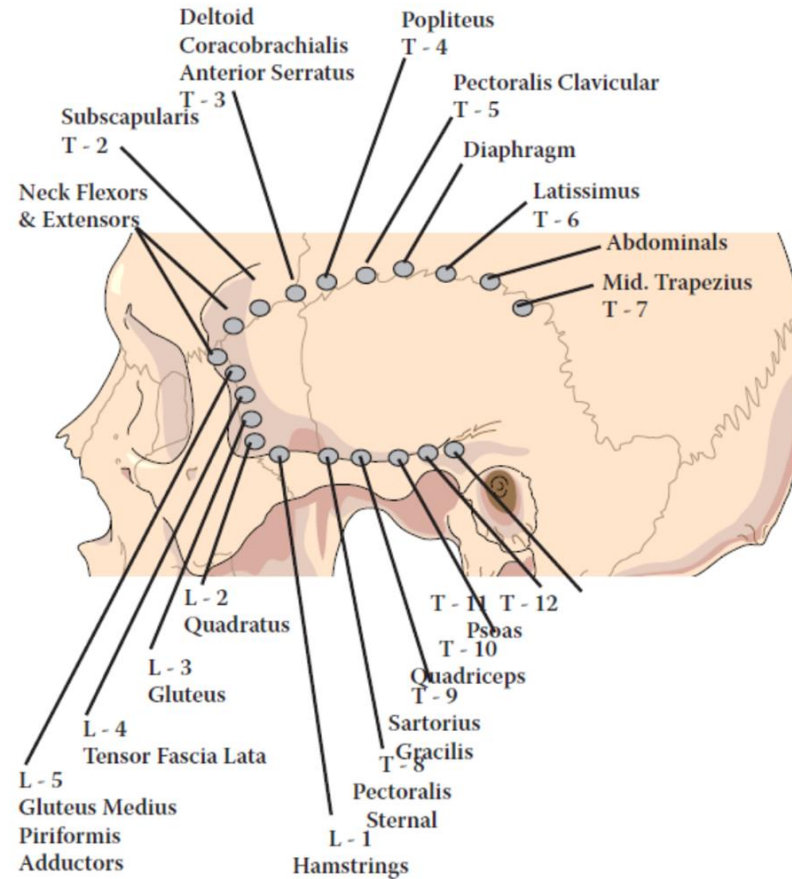 Deltoid
Coracobrachialis
Anterior Serratus
T - 3
Popliteus
T - 4
Pectoralis Clavicular
T - 5
Subscapularis
T - 2
Diaphragm
Neck Flexors
& Extensors
Latissimus
T - 6
Abdominals
Mid. Trapezius
T - 7
L - 2
Quadratus
T - 11 T - 12
Psoas
T - 10
Quadriceps
T - 9
Sartorius
Gracilis
T - 8
Pectoralis
Sternal
L - 3
Gluteus
L - 4
Tensor Fascia Lata
L - 5
Gluteus Medius
Piriformis
Adductors
L - 1
Hamstrings